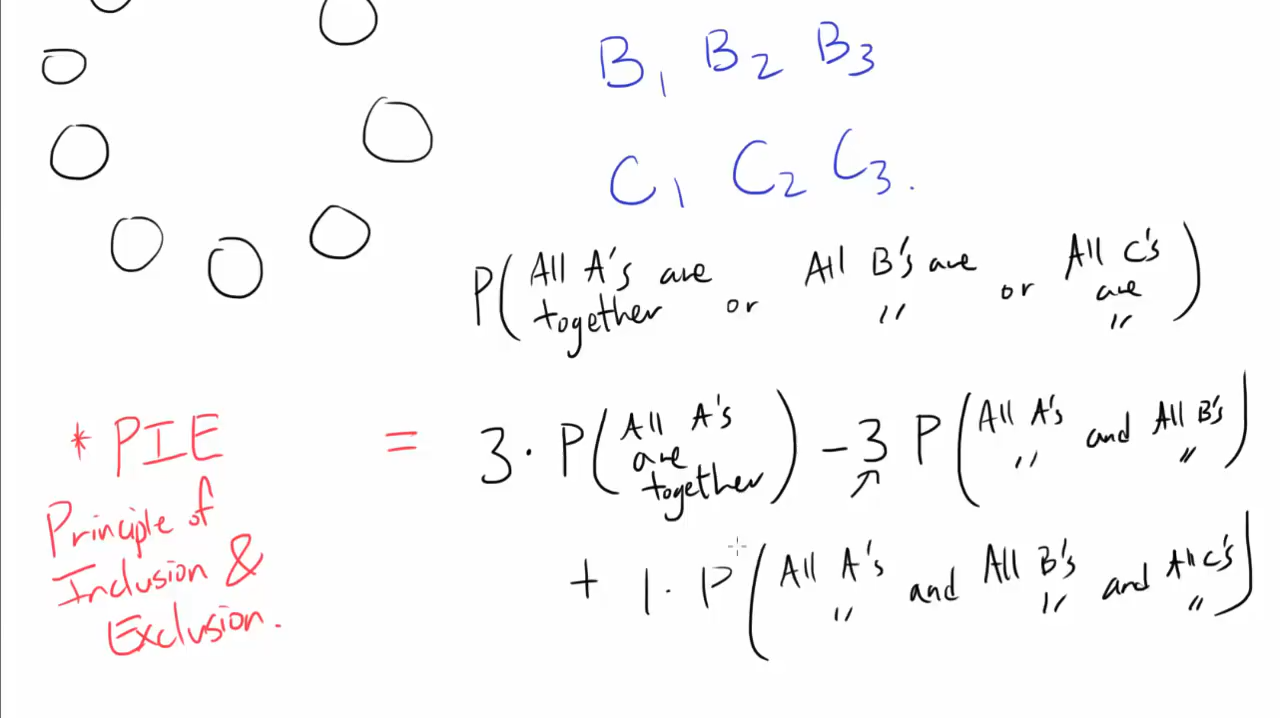 B₁ B₂ B₃
C₁ C₂ C₃.
P( All A's are together or All B's are " or All C's are " )
* PIE = 3 · P( All A's are together ) - 3 P( All A's " and All B's " )
Principle of
Inclusion &
Exclusion.
+ 1 · P( All A's " and All B's " and All C's " )